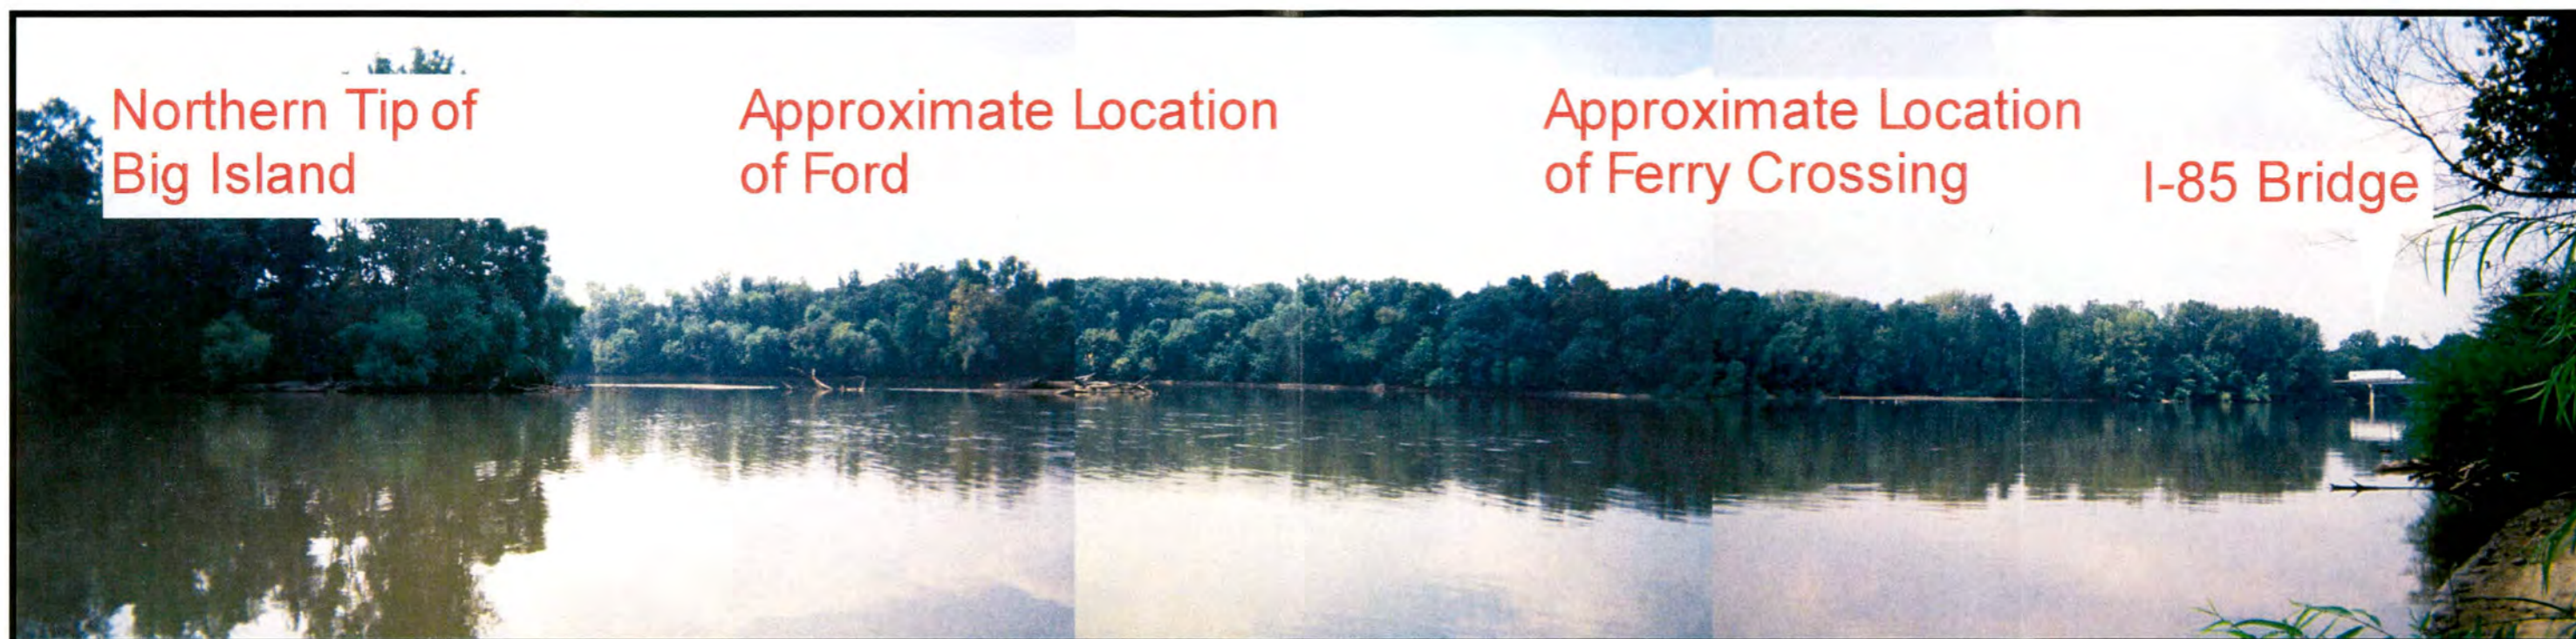 Northern Tip of
Big Island
Approximate Location
of Ford
Approximate Location
of Ferry Crossing
I-85 Bridge